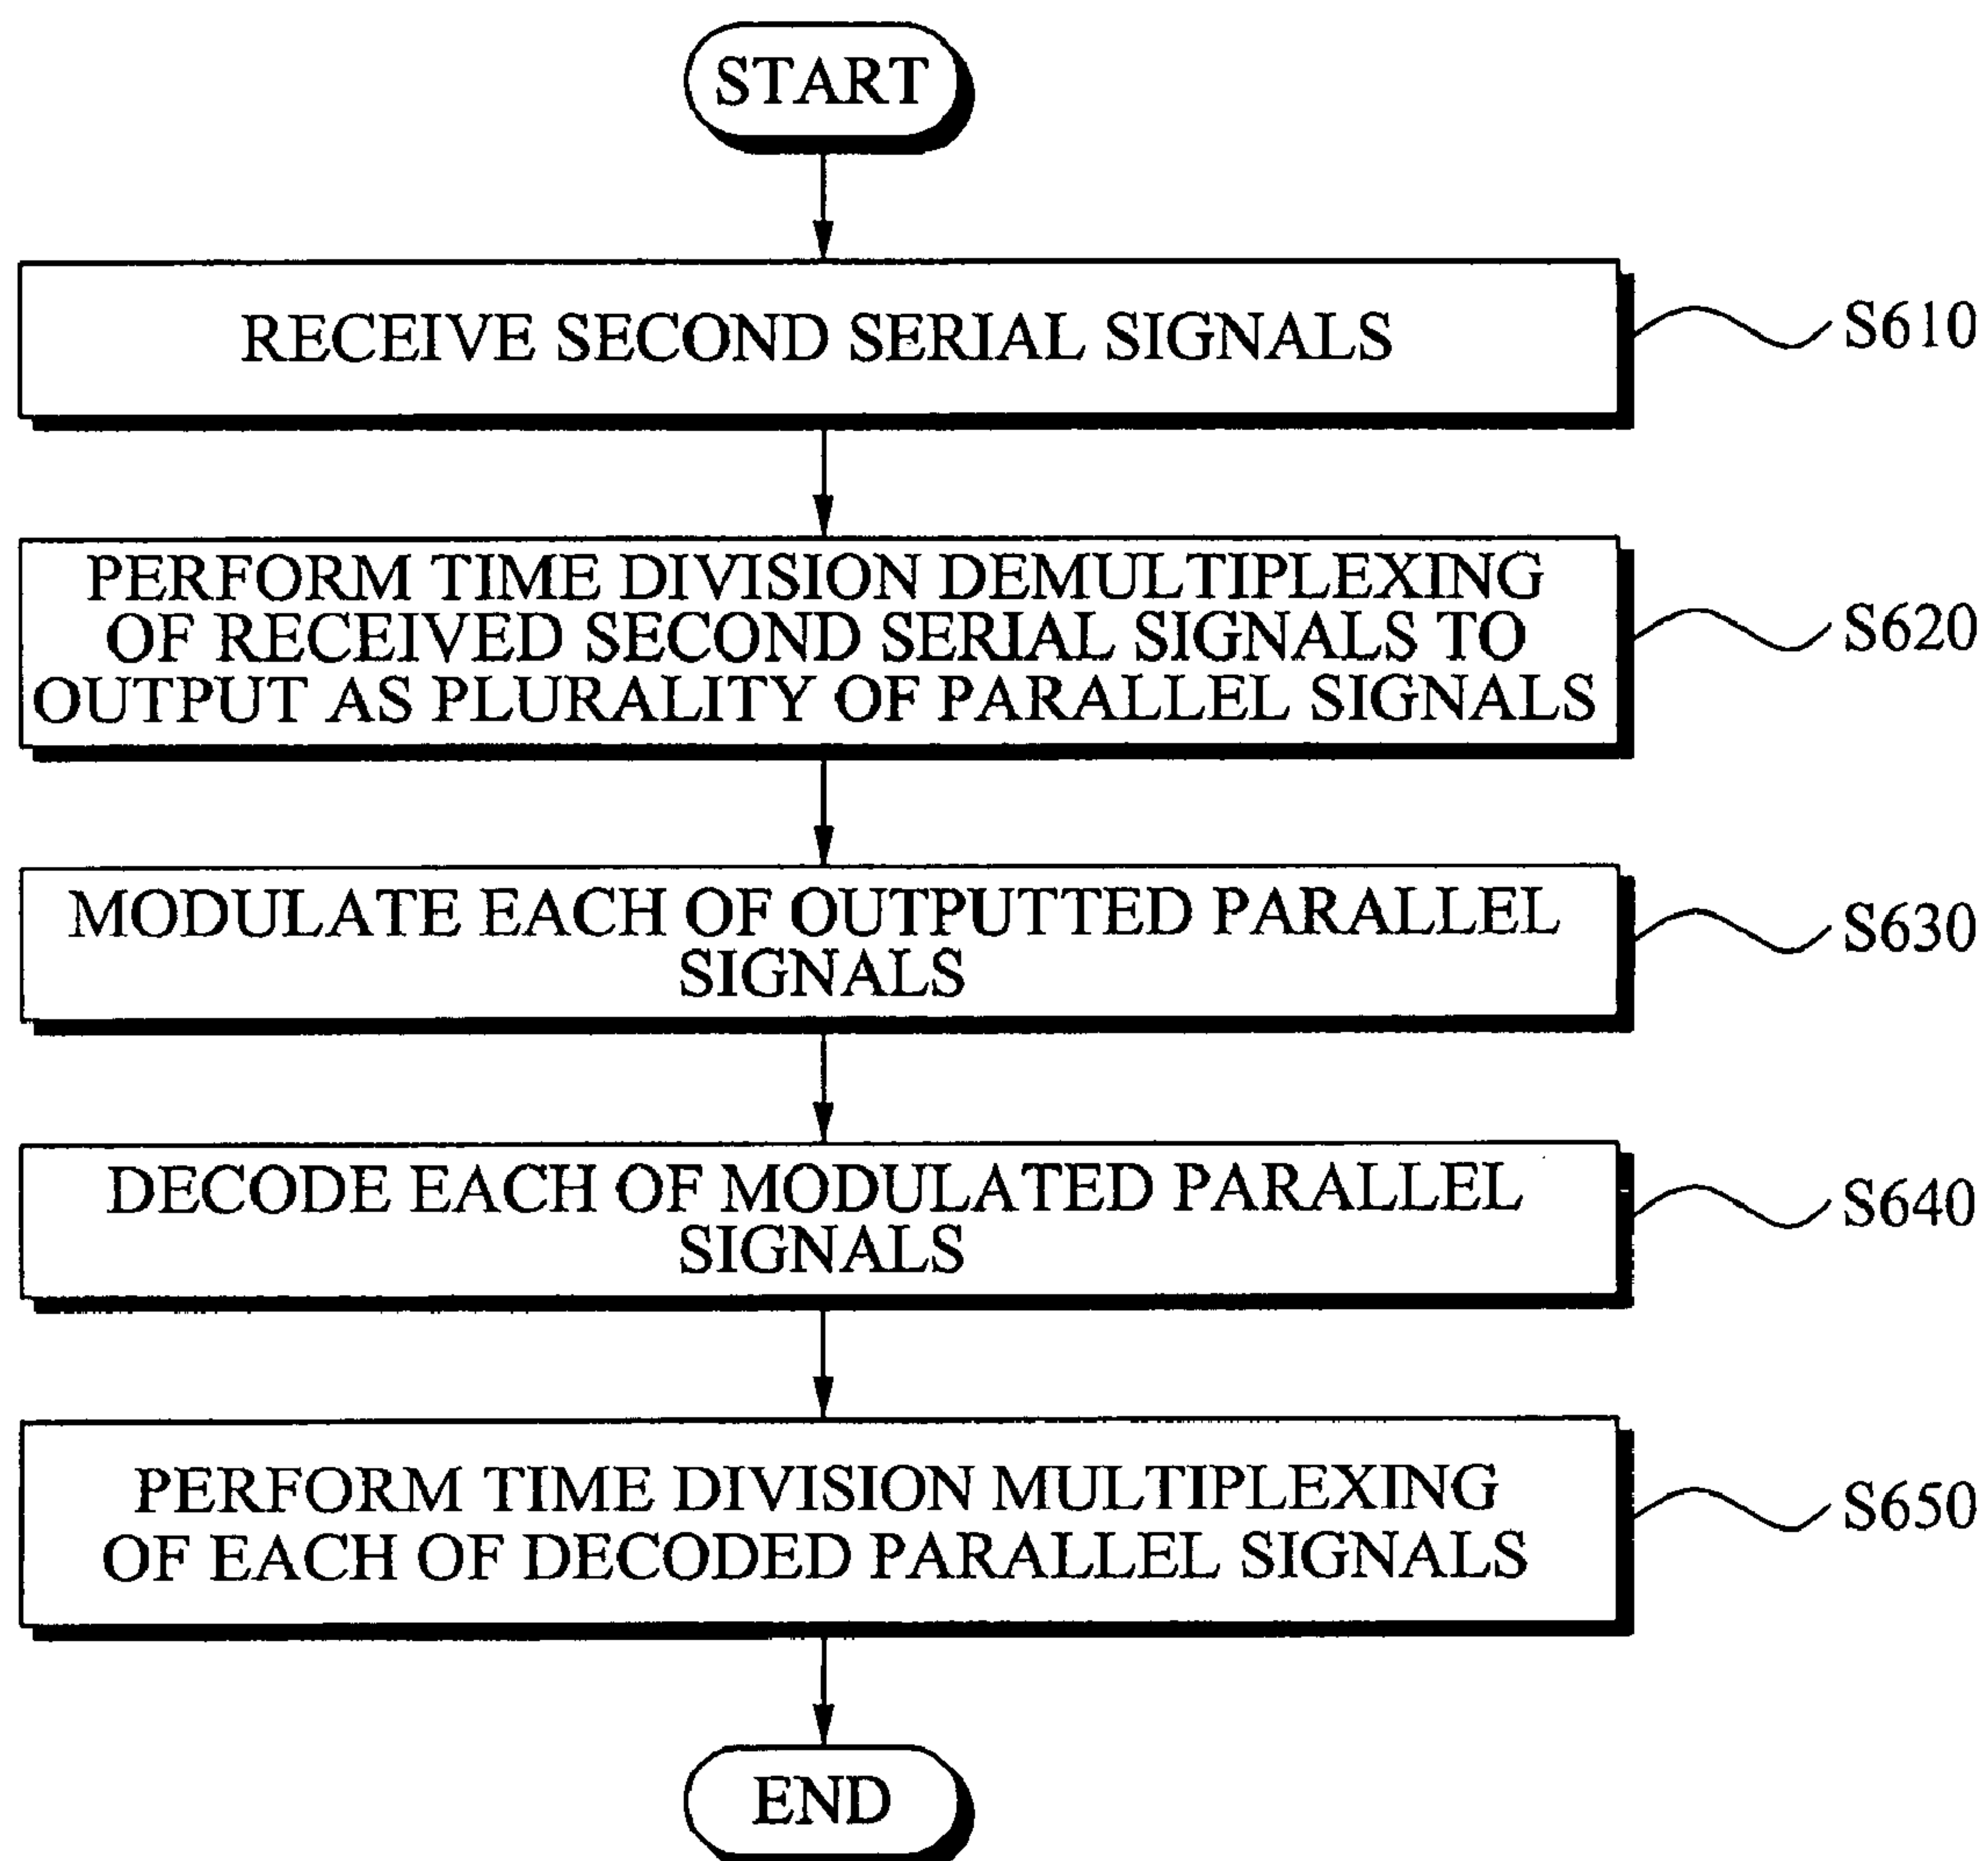 START
RECEIVE SECOND SERIAL SIGNALS
S610
PERFORM TIME DIVISION DEMULTIPLEXING
OF RECEIVED SECOND SERIAL SIGNALS TO
OUTPUT AS PLURALITY OF PARALLEL SIGNALS
S620
MODULATE EACH OF OUTPUTTED PARALLEL
SIGNALS
S630
DECODE EACH OF MODULATED PARALLEL
SIGNALS
S640
PERFORM TIME DIVISION MULTIPLEXING
OF EACH OF DECODED PARALLEL SIGNALS
S650
END